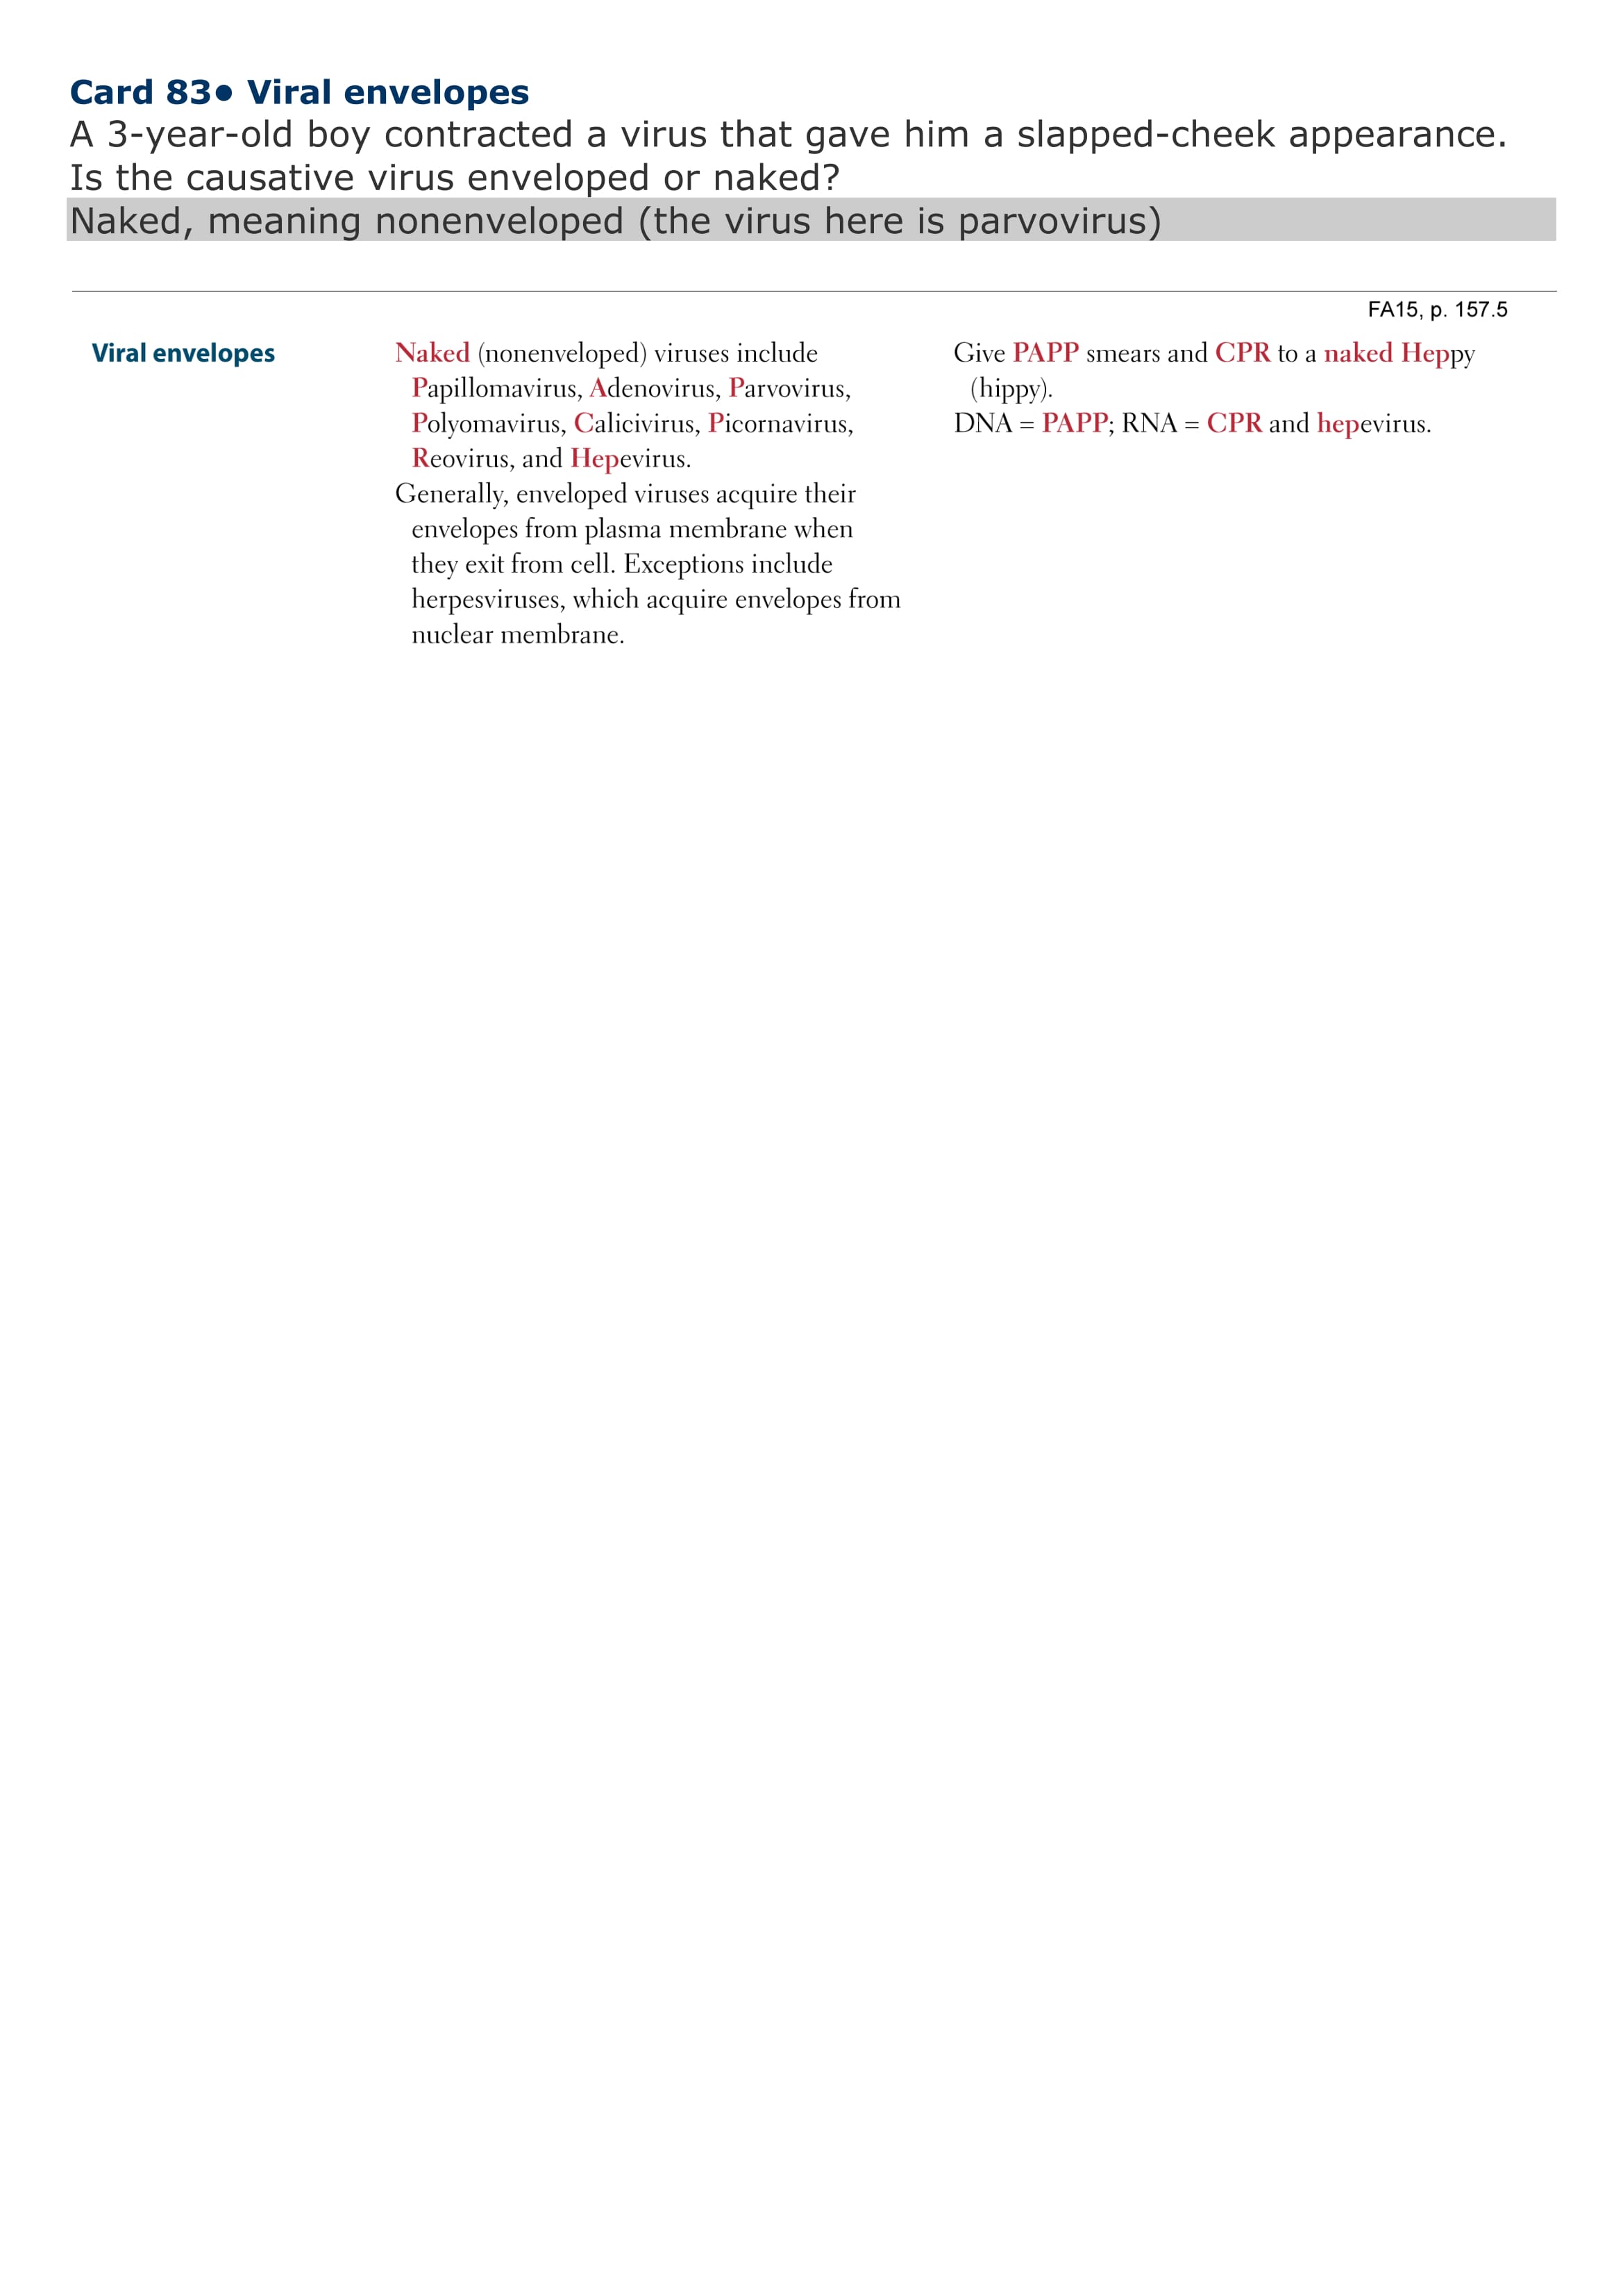 Card 83● Viral envelopes
A 3-year-old boy contracted a virus that gave him a slapped-cheek appearance.
Is the causative virus enveloped or naked?
Naked, meaning nonenveloped (the virus here is parvovirus)
FA15, p. 157.5
Viral envelopes
Naked (nonenveloped) viruses include
Papillomavirus, Adenovirus, Parvovirus,
Polyomavirus, Calicivirus, Picornavirus,
Reovirus, and Hepevirus.
Generally, enveloped viruses acquire their
envelopes from plasma membrane when
they exit from cell. Exceptions include
herpesviruses, which acquire envelopes from
nuclear membrane.
Give PAPP smears and CPR to a naked Heppy
(hippy).
DNA = PAPP; RNA = CPR and hepevirus.